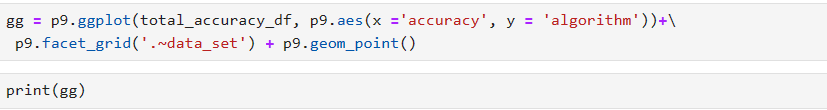 gg = p9.ggplot(total_accuracy_df, p9.aes(x ='accuracy', y = 'algorithm'))+\
p9.facet_grid('.~data_set') + p9.geom_point()
print(gg)